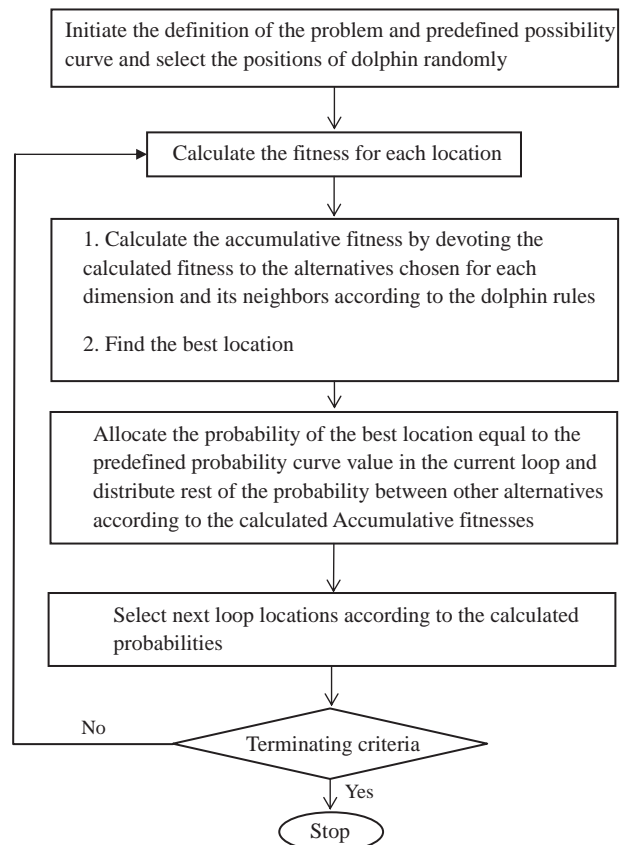 Initiate the definition of the problem and predefined possibility
curve and select the positions of dolphin randomly
Calculate the fitness for each location
1. Calculate the accumulative fitness by devoting the
calculated fitness to the alternatives chosen for each
dimension and its neighbors according to the dolphin rules
2. Find the best location
Allocate the probability of the best location equal to the
predefined probability curve value in the current loop and
distribute rest of the probability between other alternatives
according to the calculated Accumulative fitnesses
Select next loop locations according to the calculated
probabilities
No
Terminating criteria
Yes
Stop